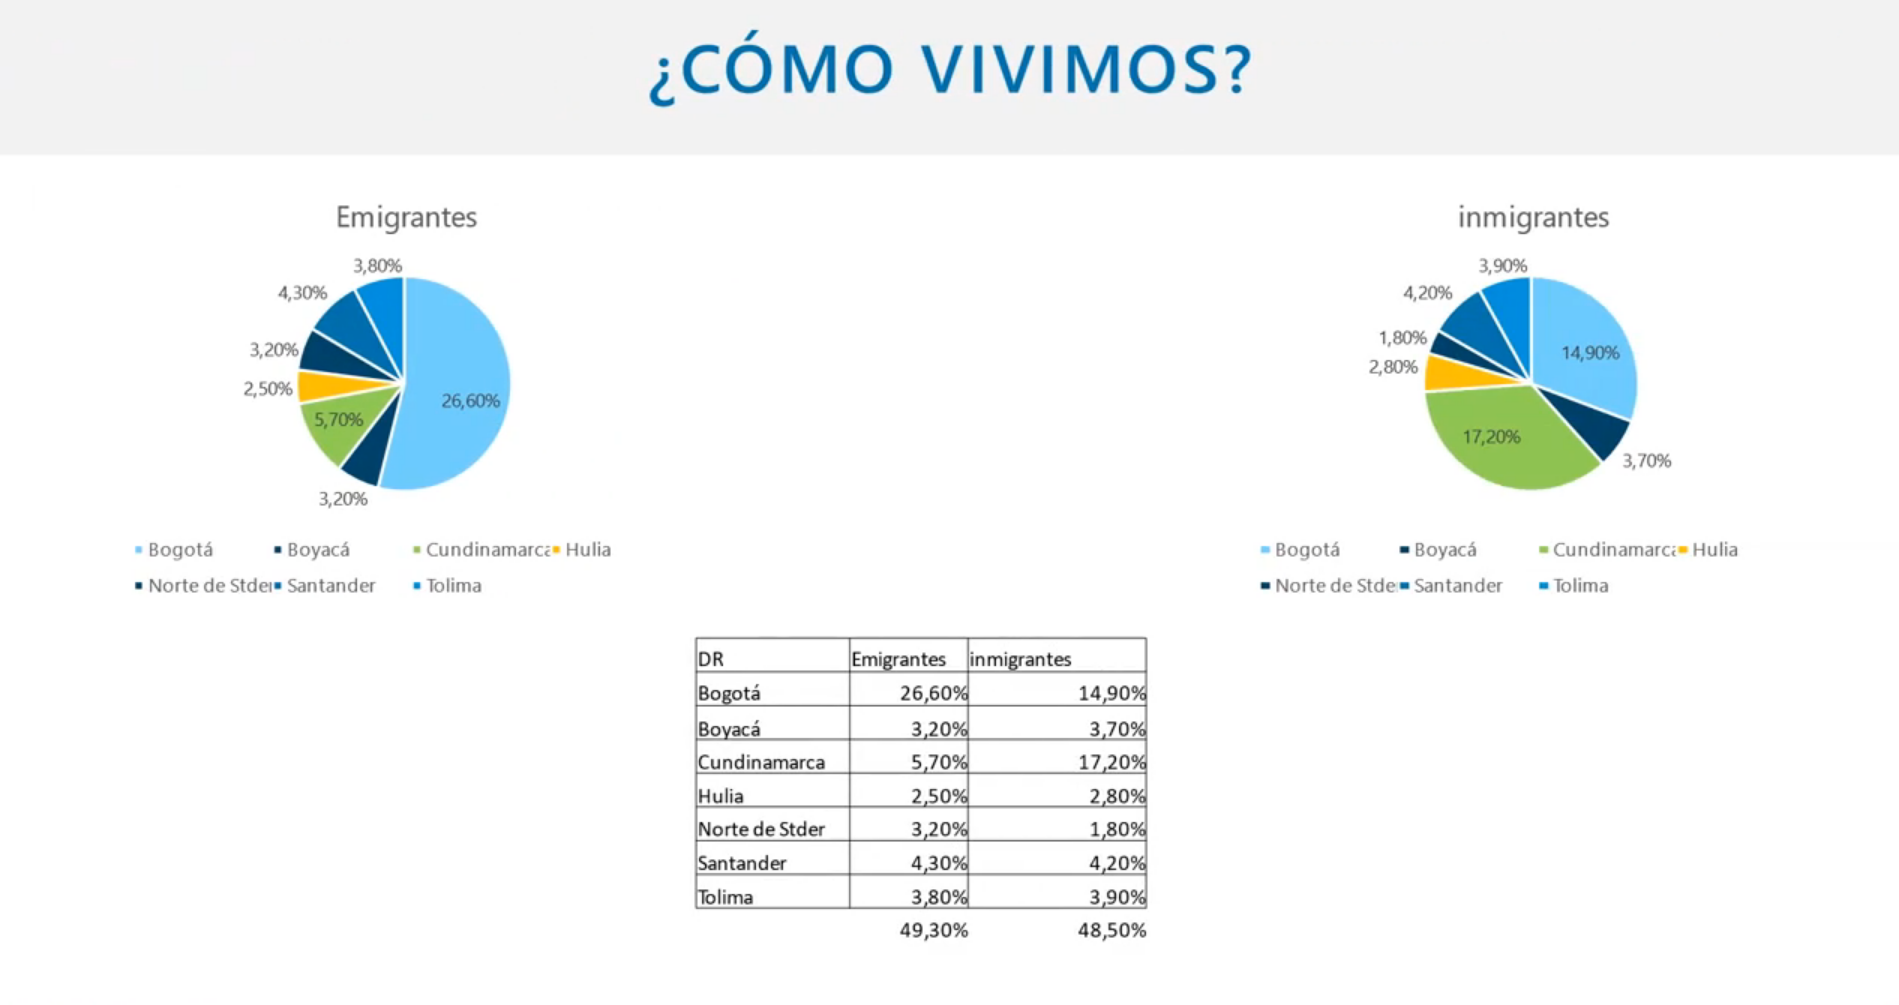 ¿CÓMO VIVIMOS?
Emigrantes
3,80%
4,30%
3,20%
2,50%
5,70%
26,60%
3,20%
Bogotá Boyacá Cundinamarca Hulia
Norte de Stder Santander Tolima
inmigrantes
3,90%
4,20%
1,80%
2,80%
14,90%
17,20%
3,70%
Bogotá Boyacá Cundinamarca Hulia
Norte de Stde Santander Tolima
DR Emigrantes inmigrantes
Bogotá 26,60% 14,90%
Boyacá 3,20% 3,70%
Cundinamarca 5,70% 17,20%
Hulia 2,50% 2,80%
Norte de Stder 3,20% 1,80%
Santander 4,30% 4,20%
Tolima 3,80% 3,90%
49,30% 48,50%